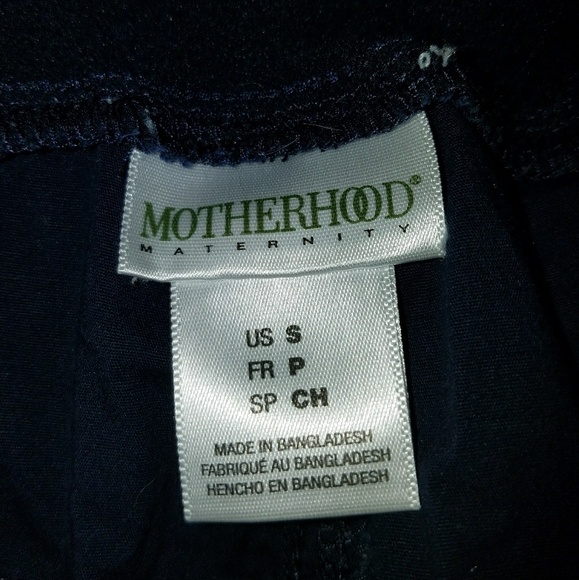 MOTHERHOOD®
MATERNITY
US S
FR P
SP CH
MADE IN BANGLADESH
FABRIQUÉ AU BANGLADESH
HENCHO EN BANGLADESH